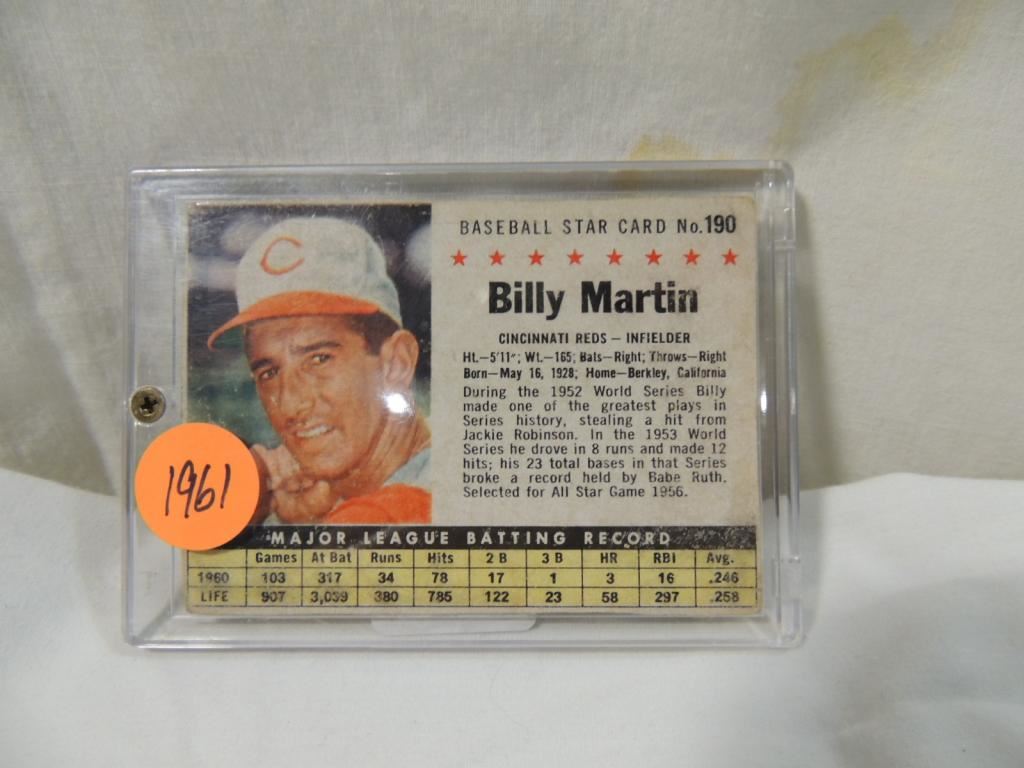 C
BASEBALL STAR CARD No.190
Billy Martin
CINCINNATI REDS – INFIELDER
Ht.–5'11"; Wt.–165; Bats–Right; Throws–Right
Born–May 16, 1928; Home–Berkley, California
During the 1952 World Series Billy
made one of the greatest plays in
Series history, stealing a hit from
Jackie Robinson. In the 1953 World
Series he drove in 8 runs and made 12
hits; his 23 total bases in that Series
broke a record held by Babe Ruth.
Selected for All Star Game 1956.
1961
MAJOR LEAGUE BATTING RECORD
Games At Bat Runs Hits 2 B 3 B HR RBI Avg.
1960 103 317 34 78 17 1 3 16 .246
LIFE 907 3,039 380 785 122 23 58 297 .258